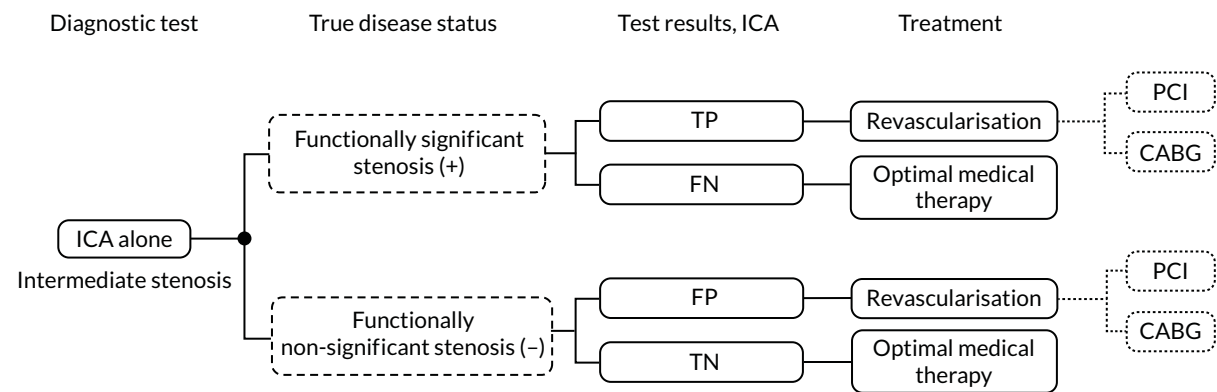 Diagnostic test
True disease status
Test results, ICA
Treatment
ICA alone
Intermediate stenosis
Functionally significant
stenosis (+)
TP
Revascularisation
PCI
CABG
FN
Optimal medical
therapy
Functionally
non-significant stenosis (–)
FP
Revascularisation
PCI
CABG
TN
Optimal medical
therapy